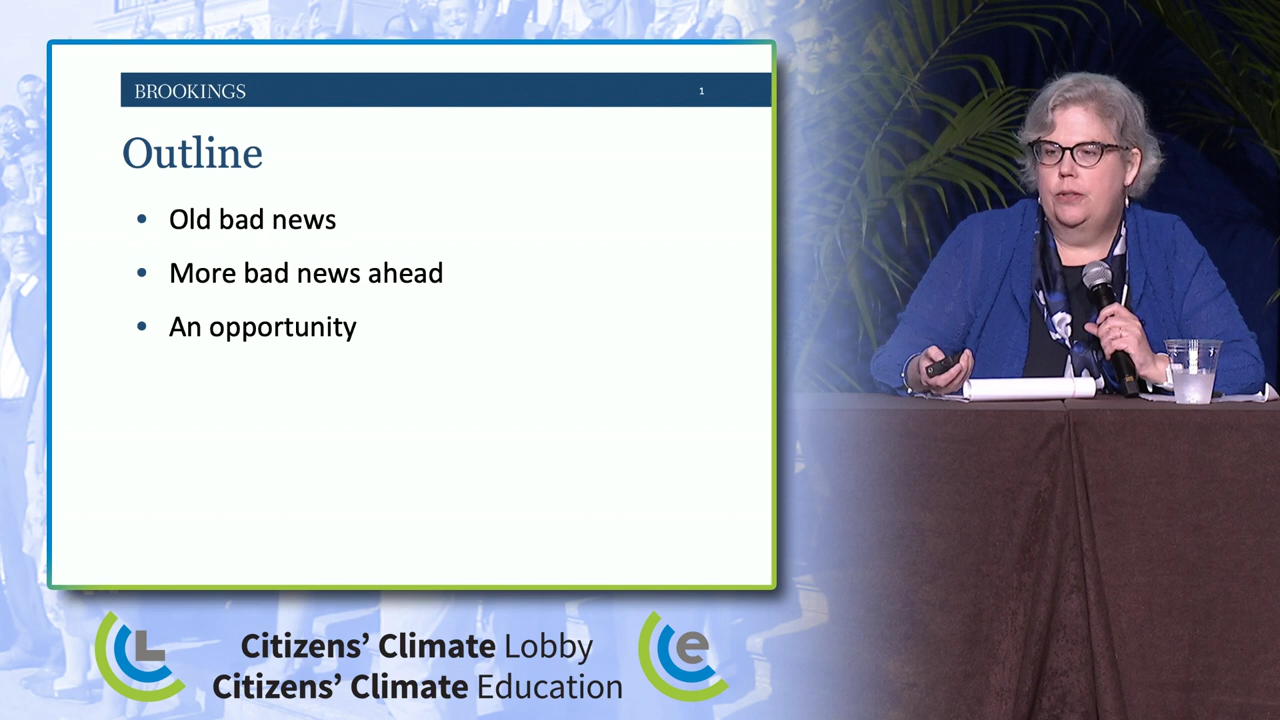 BROOKINGS
1
Outline
• Old bad news
• More bad news ahead
• An opportunity
L
Citizens’ Climate Lobby
e
Citizens’ Climate Education